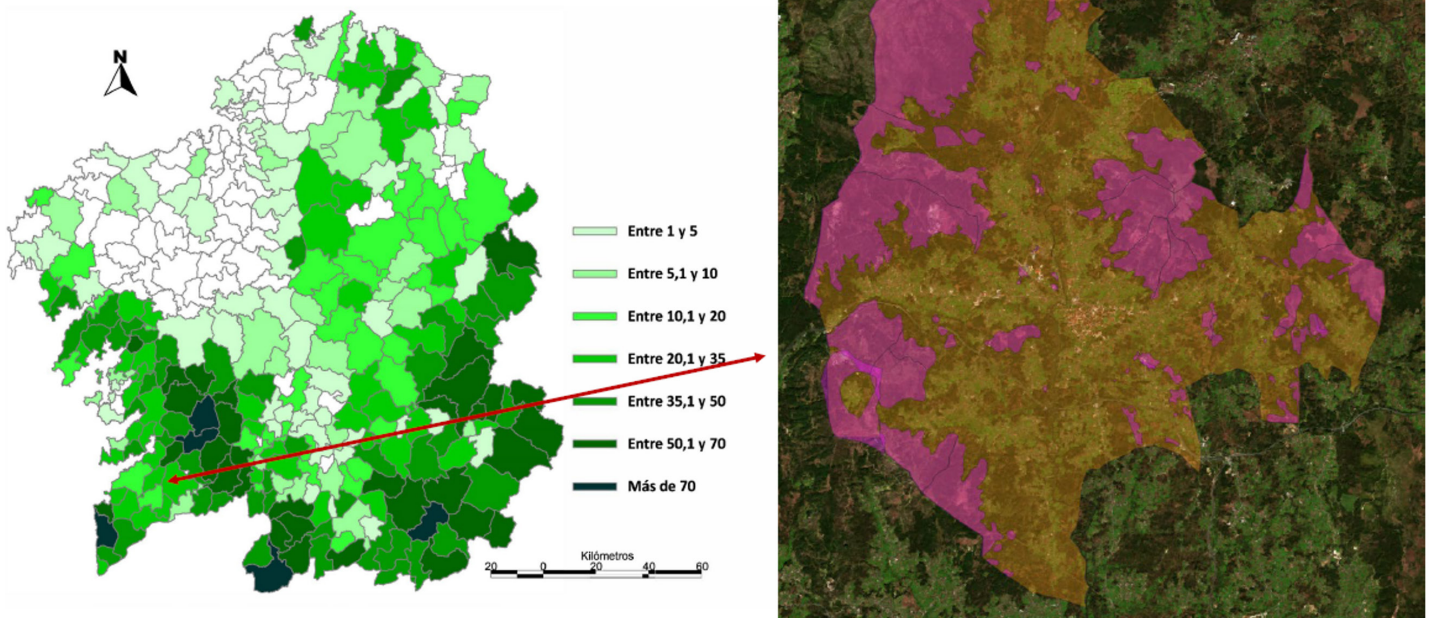 N
Entre 1 y 5
Entre 5,1 y 10
Entre 10,1 y 20
Entre 20,1 y 35
Entre 35,1 y 50
Entre 50,1 y 70
Más de 70
Kilómetros
20 0 20 40 60